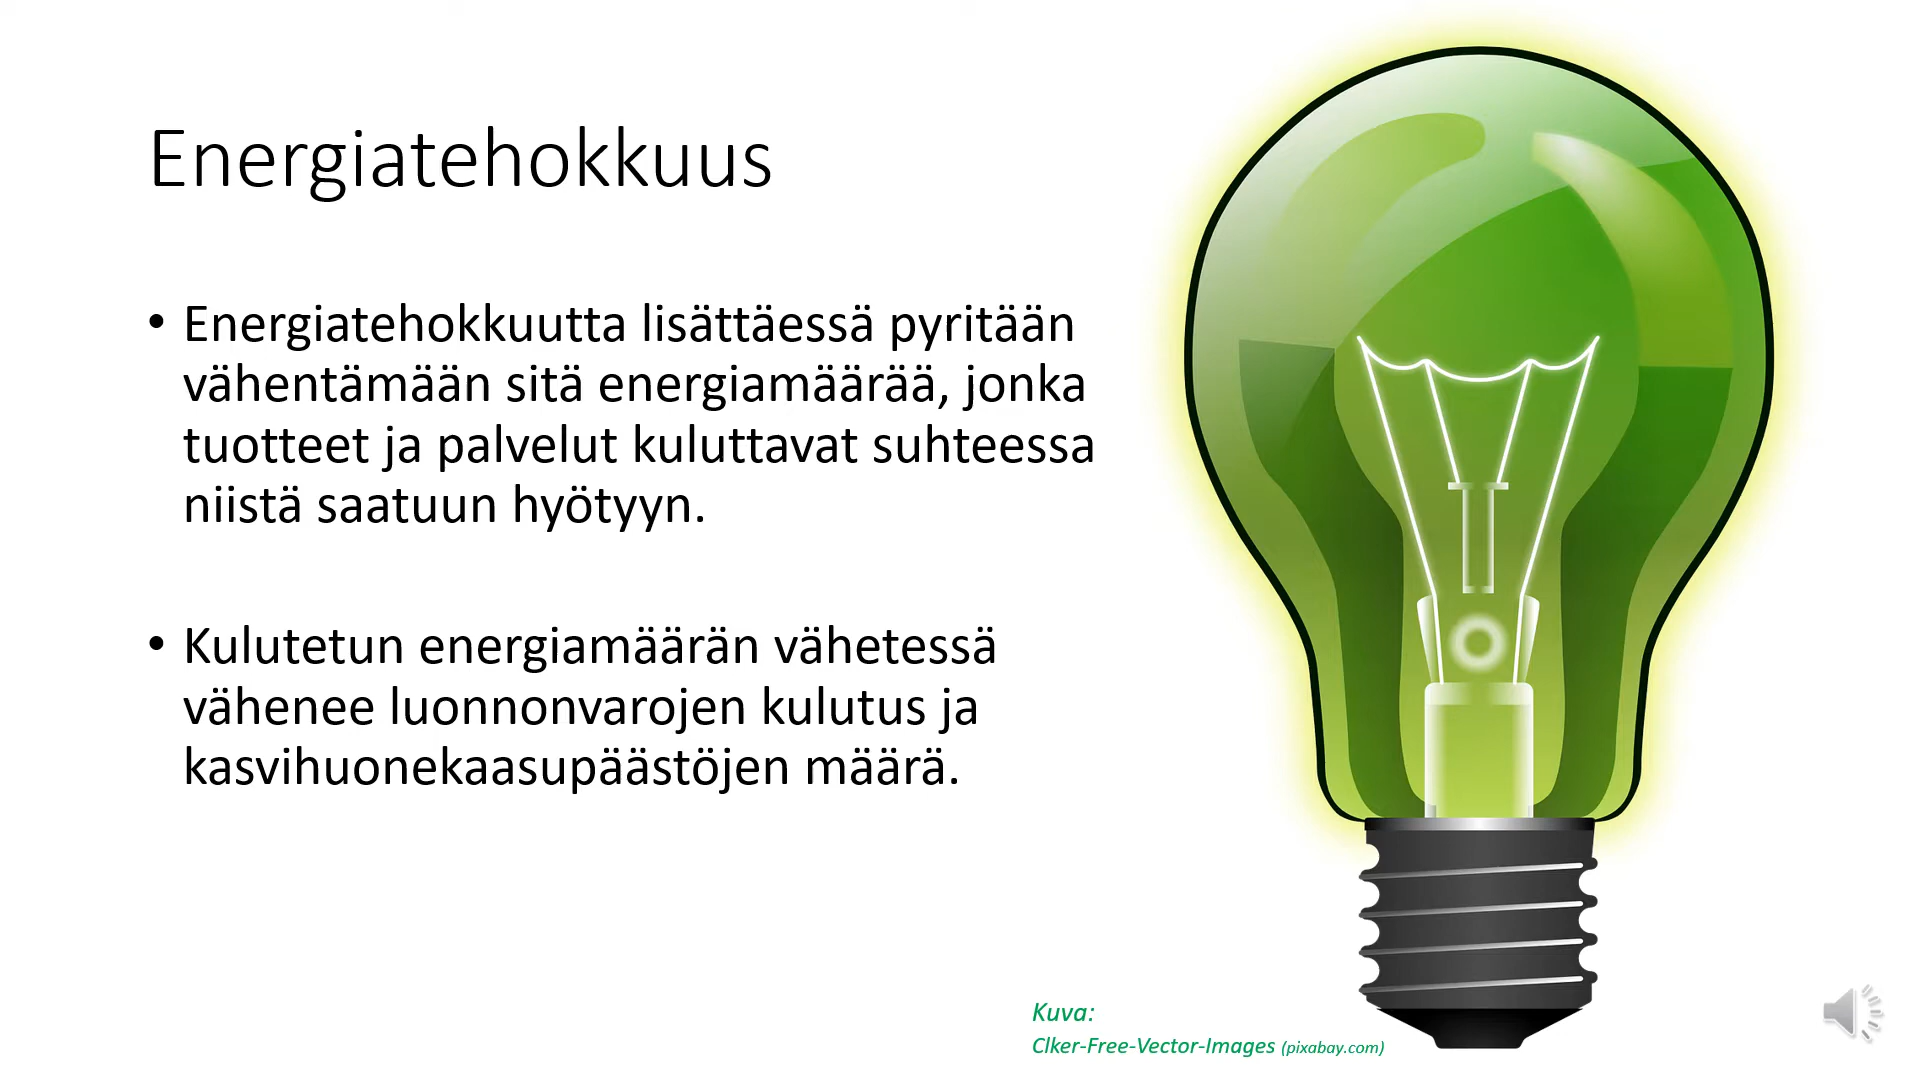 Energiatehokkuus
• Energiatehokkuutta lisättäessä pyritään
vähentämään sitä energiamäärää, jonka
tuotteet ja palvelut kuluttavat suhteessa
niistä saatuun hyötyyn.
• Kulutetun energiamäärän vähetessä
vähenee luonnonvarojen kulutus ja
kasvihuonekaasupäästöjen määrä.
Kuva:
Clker-Free-Vector-Images (pixabay.com)